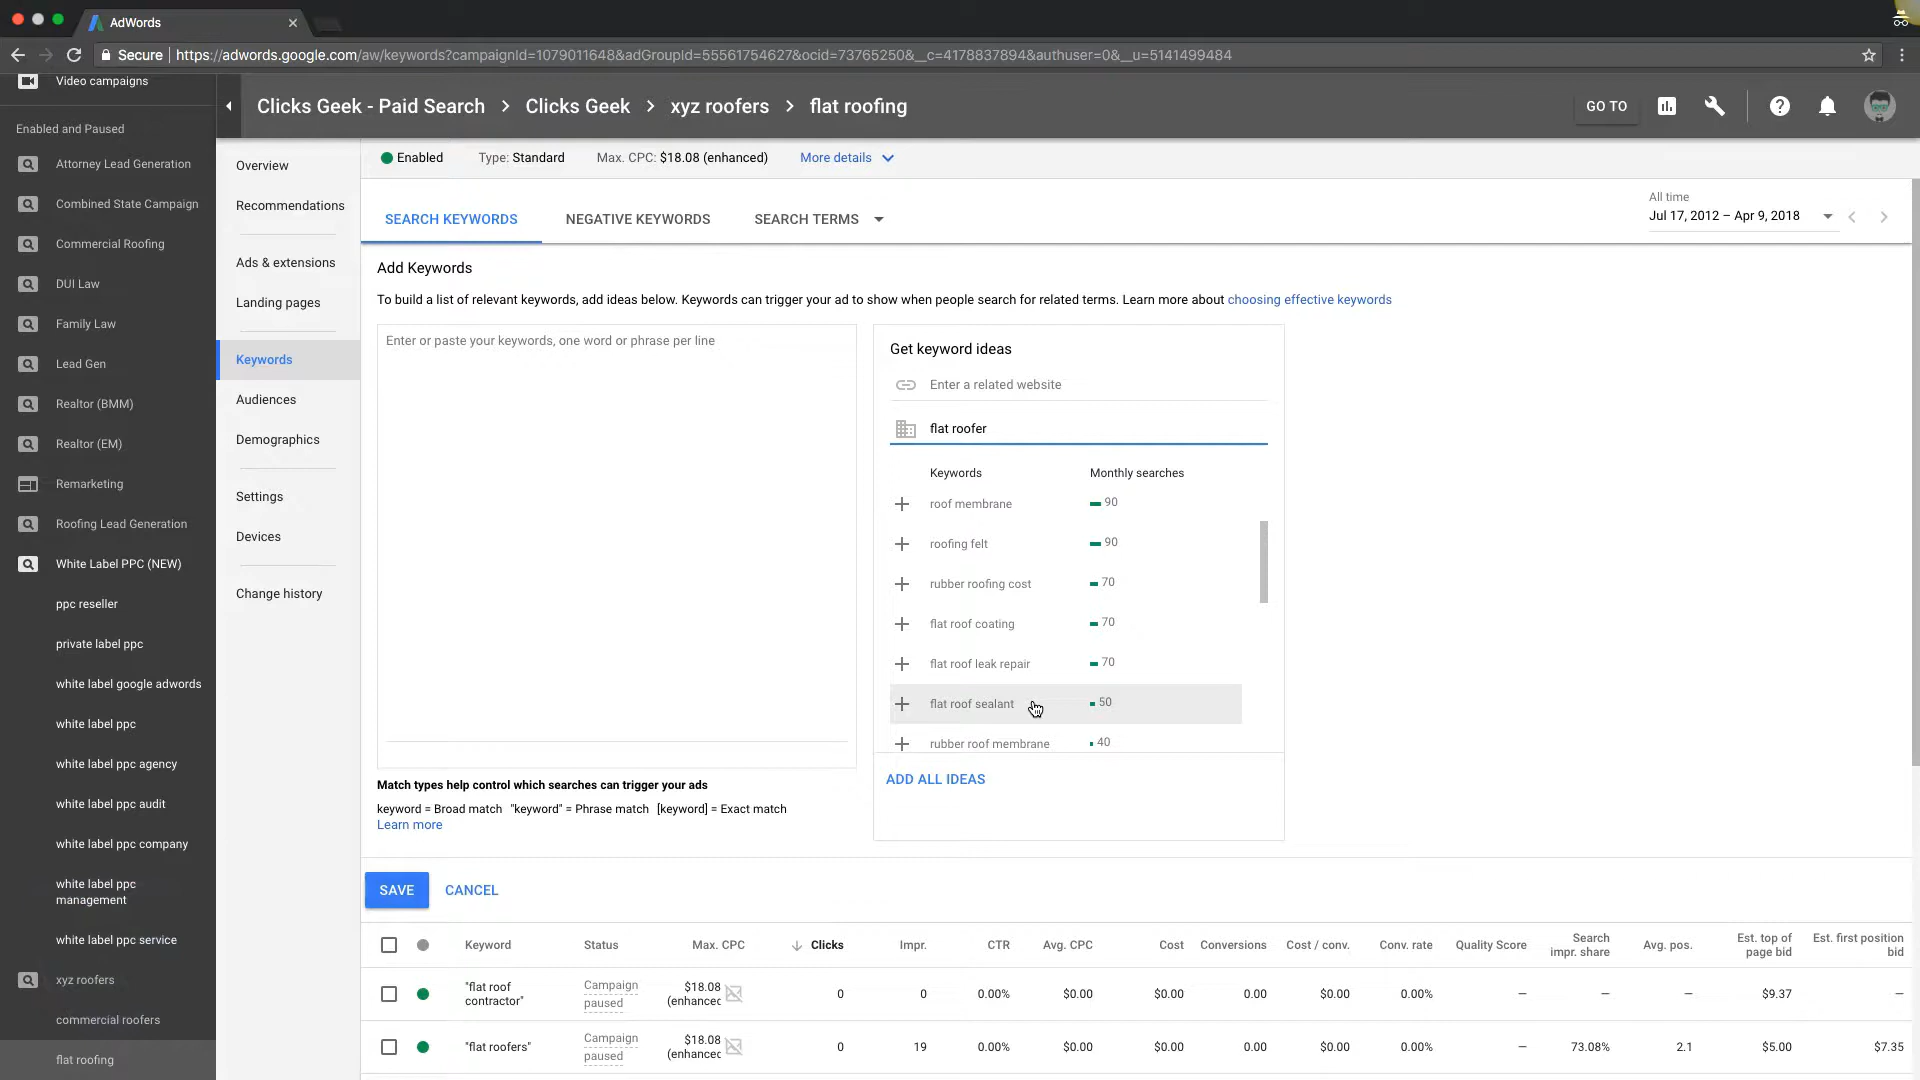 AdWords
Secure
https://adwords.google.com/aw/keywords?campaignId=1079011648&adGroupId=55561754627&ocid=73765250&__c=4178837894&authuser=0&__u=5141499484
Video campaigns
Enabled and Paused
Attorney Lead Generation
Combined State Campaign
Commercial Roofing
DUI Law
Family Law
Lead Gen
Realtor (BMM)
Realtor (EM)
Remarketing
Roofing Lead Generation
White Label PPC (NEW)
ppc reseller
private label ppc
white label google adwords
white label ppc
white label ppc agency
white label ppc audit
white label ppc company
white label ppc
management
white label ppc service
xyz roofers
commercial roofers
flat roofing
Clicks Geek - Paid Search > Clicks Geek > xyz roofers > flat roofing
GO TO
Overview
Recommendations
Ads & extensions
Landing pages
Keywords
Audiences
Demographics
Settings
Devices
Change history
Enabled Type: Standard Max. CPC: $18.08 (enhanced) More details
SEARCH KEYWORDS NEGATIVE KEYWORDS SEARCH TERMS
All time
Jul 17, 2012 – Apr 9, 2018
Add Keywords
To build a list of relevant keywords, add ideas below. Keywords can trigger your ad to show when people search for related terms. Learn more about choosing effective keywords
Enter or paste your keywords, one word or phrase per line
Get keyword ideas
Enter a related website
flat roofer
Keywords Monthly searches
roof membrane 90
roofing felt 90
rubber roofing cost 70
flat roof coating 70
flat roof leak repair 70
flat roof sealant 50
rubber roof membrane 40
ADD ALL IDEAS
Match types help control which searches can trigger your ads
keyword = Broad match "keyword" = Phrase match [keyword] = Exact match
Learn more
SAVE CANCEL
Keyword Status Max. CPC Clicks Impr. CTR Avg. CPC Cost Conversions Cost / conv. Conv. rate Quality Score Search impr. share Avg. pos. Est. top of page bid Est. first position bid
"flat roof contractor" Campaign paused $18.08 (enhanced 0 0 0.00% $0.00 $0.00 0.00 $0.00 0.00% — — — $9.37 —
"flat roofers" Campaign paused $18.08 (enhanced 0 19 0.00% $0.00 $0.00 0.00 $0.00 0.00% — 73.08% 2.1 $5.00 $7.35